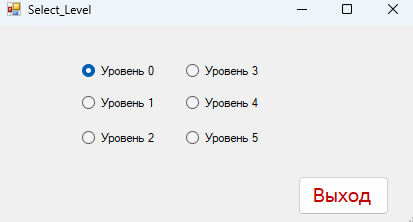 Select_Level
Уровень 0 Уровень 3
Уровень 1 Уровень 4
Уровень 2 Уровень 5
Выход